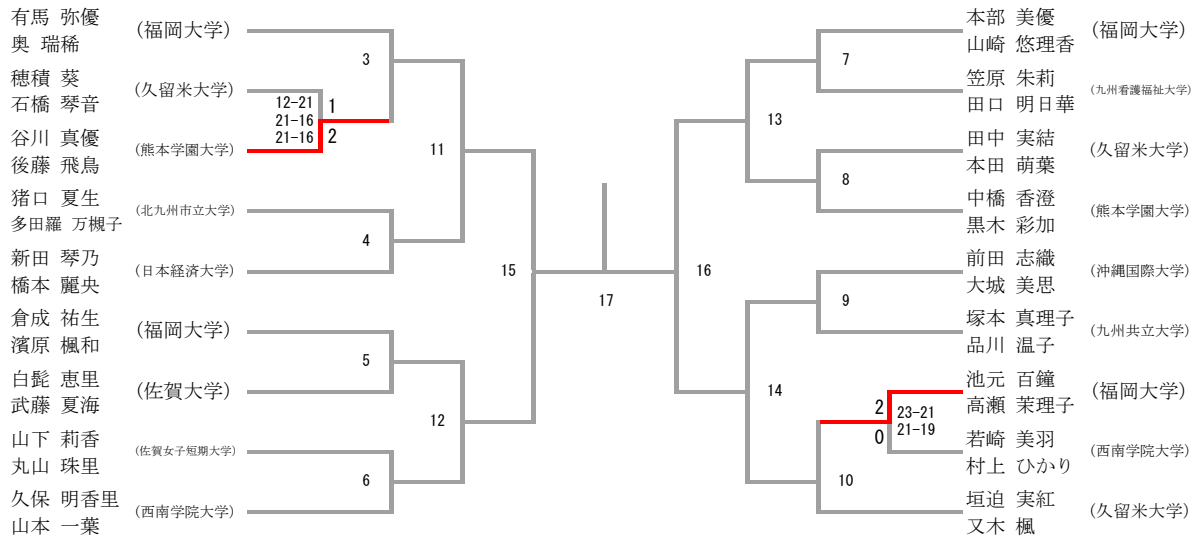 有馬 弥優
奥 瑞稀
(福岡大学)
3
穂積 葵
石橋 琴音
(久留米大学)
12-21
21-16
21-16
1
2
谷川 真優
後藤 飛鳥
(熊本学園大学)
11
猪口 夏生
多田羅 万槻子
(北九州市立大学)
4
新田 琴乃
橋本 麗央
(日本経済大学)
15
倉成 祐生
濱原 楓和
(福岡大学)
5
白髭 恵里
武藤 夏海
(佐賀大学)
12
山下 莉香
丸山 珠里
(佐賀女子短期大学)
6
久保 明香里
山本 一葉
(西南学院大学)
17
本部 美優
山崎 悠理香
(福岡大学)
7
笠原 朱莉
田口 明日華
(九州看護福祉大学)
13
田中 実結
本田 萌葉
(久留米大学)
8
中橋 香澄
黒木 彩加
(熊本学園大学)
16
前田 志織
大城 美思
(沖縄国際大学)
9
塚本 真理子
品川 温子
(九州共立大学)
14
池元 百鐘
高瀬 茉理子
(福岡大学)
2
0
23-21
21-19
若崎 美羽
村上 ひかり
(西南学院大学)
10
垣迫 実紅
又木 楓
(久留米大学)